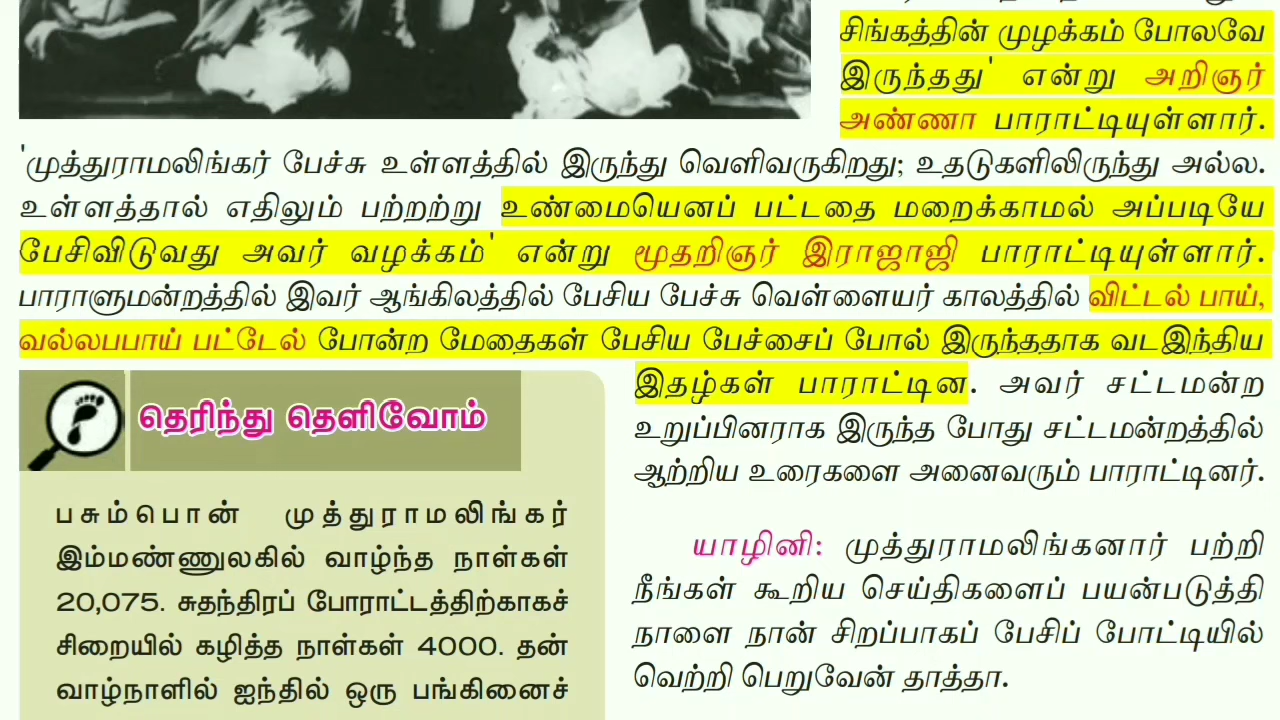 சிங்கத்தின் முழக்கம் போலவே
இருந்தது' என்று அறிஞர்
அண்ணா பாராட்டியுள்ளார்.
'முத்துராமலிங்கர் பேச்சு உள்ளத்தில் இருந்து வெளிவருகிறது; உதடுகளிலிருந்து அல்ல.
உள்ளத்தால் எதிலும் பற்றற்று உண்மையெனப் பட்டதை மறைக்காமல் அப்படியே
பேசிவிடுவது அவர் வழக்கம்' என்று மூதறிஞர் இராஜாஜி பாராட்டியுள்ளார்.
பாராளுமன்றத்தில் இவர் ஆங்கிலத்தில் பேசிய பேச்சு வெள்ளையர் காலத்தில் விட்டல் பாய்,
வல்லபபாய் பட்டேல் போன்ற மேதைகள் பேசிய பேச்சைப் போல் இருந்ததாக வடஇந்திய
இதழ்கள் பாராட்டின. அவர் சட்டமன்ற
உறுப்பினராக இருந்த போது சட்டமன்றத்தில்
ஆற்றிய உரைகளை அனைவரும் பாராட்டினர்.
யாழினி: முத்துராமலிங்கனார் பற்றி
நீங்கள் கூறிய செய்திகளைப் பயன்படுத்தி
நாளை நான் சிறப்பாகப் பேசிப் போட்டியில்
வெற்றி பெறுவேன் தாத்தா.
தெரிந்து தெளிவோம்
பசும்பொன் முத்துராமலிங்கர்
இம்மண்ணுலகில் வாழ்ந்த நாள்கள்
20,075. சுதந்திரப் போராட்டத்திற்காகச்
சிறையில் கழித்த நாள்கள் 4000. தன்
வாழ்நாளில் ஐந்தில் ஒரு பங்கினைச்